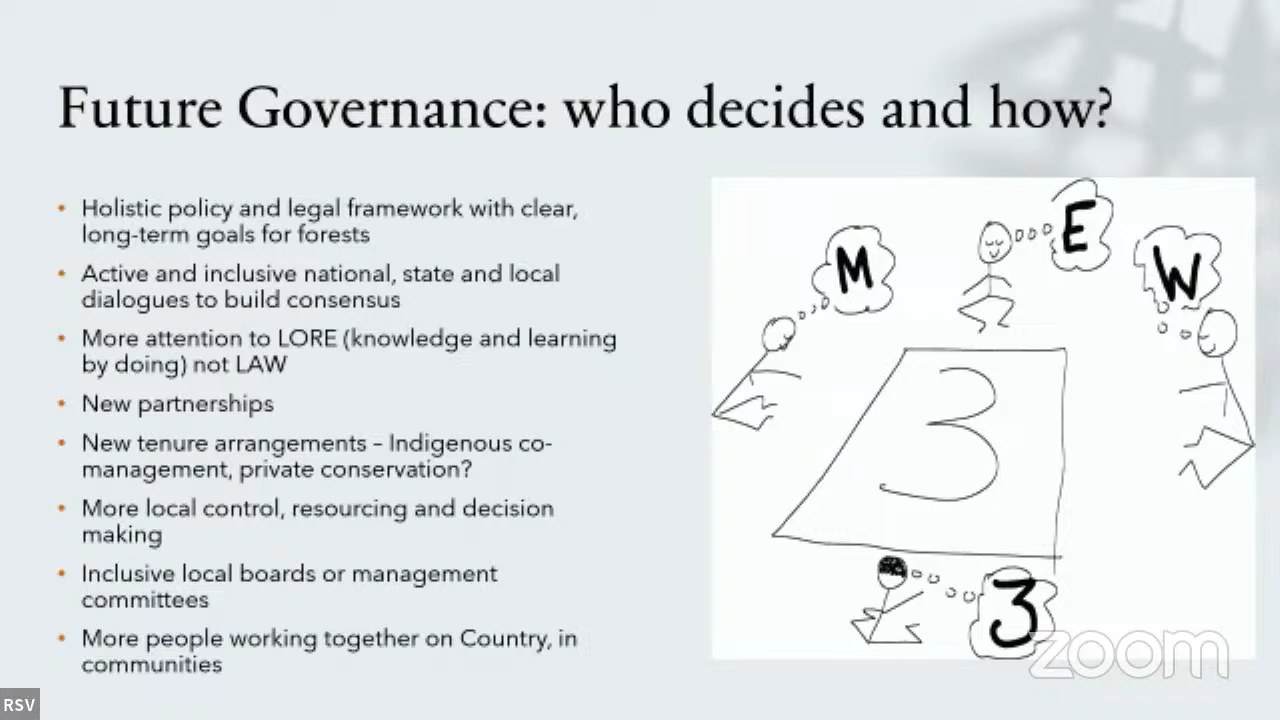 Future Governance: who decides and how?
• Holistic policy and legal framework with clear,
long-term goals for forests
• Active and inclusive national, state and local
dialogues to build consensus
• More attention to LORE (knowledge and learning
by doing) not LAW
• New partnerships
• New tenure arrangements – Indigenous co-
management, private conservation?
• More local control, resourcing and decision
making
• Inclusive local boards or management
committees
• More people working together on Country, in
communities
E
M
W
3
3
zoom
RSV